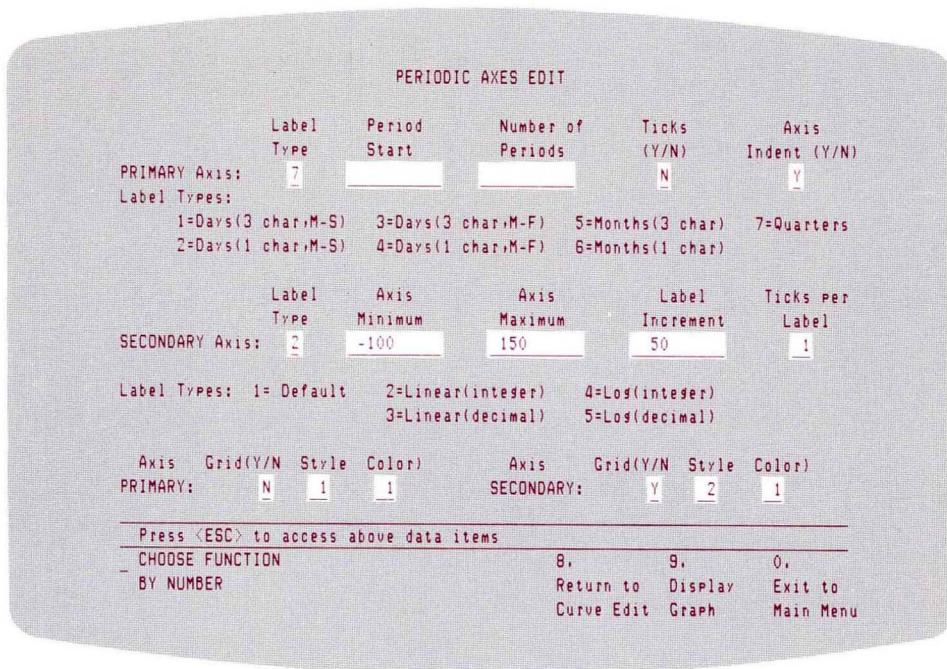 PERIODIC AXES EDIT
Label Period Number of Ticks Axis
Type Start Periods (Y/N) Indent (Y/N)
PRIMARY Axis: 7 N Y
Label Types:
1=Days(3 char,M-S) 3=Days(3 char,M-F) 5=Months(3 char) 7=Quarters
2=Days(1 char,M-S) 4=Days(1 char,M-F) 6=Months(1 char)
Label Axis Axis Label Ticks per
Type Minimum Maximum Increment Label
SECONDARY Axis: 2 -100 150 50 1
Label Types: 1= Default 2=Linear(integer) 4=Log(integer)
3=Linear(decimal) 5=Log(decimal)
Axis Grid(Y/N Style Color) Axis Grid(Y/N Style Color)
PRIMARY: N 1 1 SECONDARY: Y 2 1
Press <ESC> to access above data items
_ CHOOSE FUNCTION 8. 9. 0.
BY NUMBER Return to Display Exit to
Curve Edit Graph Main Menu